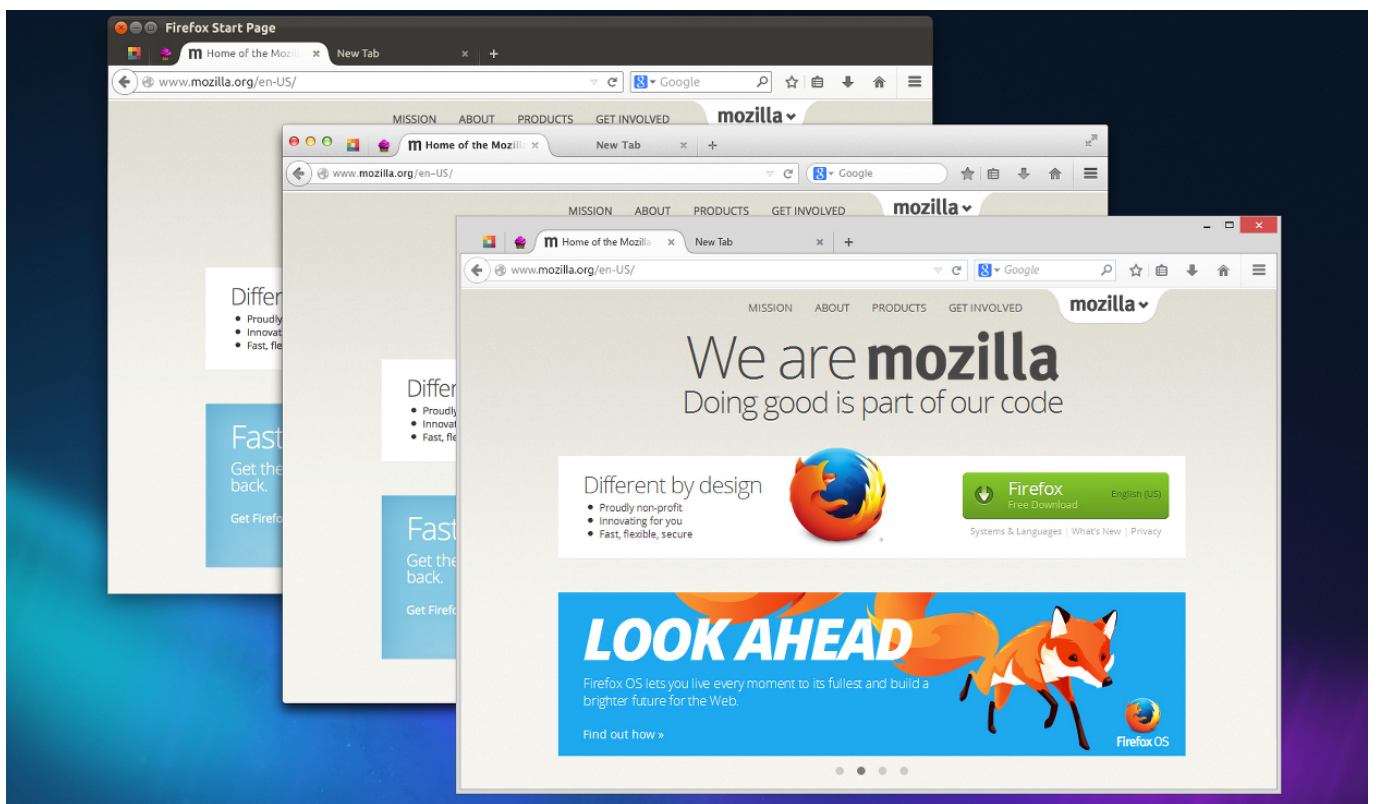 Firefox Start Page
m Home of the Mozill New Tab
www.mozilla.org/en-US/
8 Google
MISSION ABOUT PRODUCTS GET INVOLVED mozilla
Differ
Proudly
Innovat
Fast, fle
Fast
Get the
back.
Get Firefo
m Home of the Mozill New Tab
www.mozilla.org/en-US/
8 Google
MISSION ABOUT PRODUCTS GET INVOLVED mozilla
Differ
Proudly
Innovat
Fast, fle
Fast
Get the
back.
Get Firefo
m Home of the Mozilla New Tab
www.mozilla.org/en-US/
8 Google
MISSION ABOUT PRODUCTS GET INVOLVED mozilla
We are mozilla
Doing good is part of our code
Different by design
Proudly non-profit
Innovating for you
Fast, flexible, secure
Firefox
Free Download
English (US)
Systems & Languages | What's New | Privacy
LOOK AHEAD
Firefox OS lets you live every moment to its fullest and build a
brighter future for the Web.
Find out how »
Firefox OS